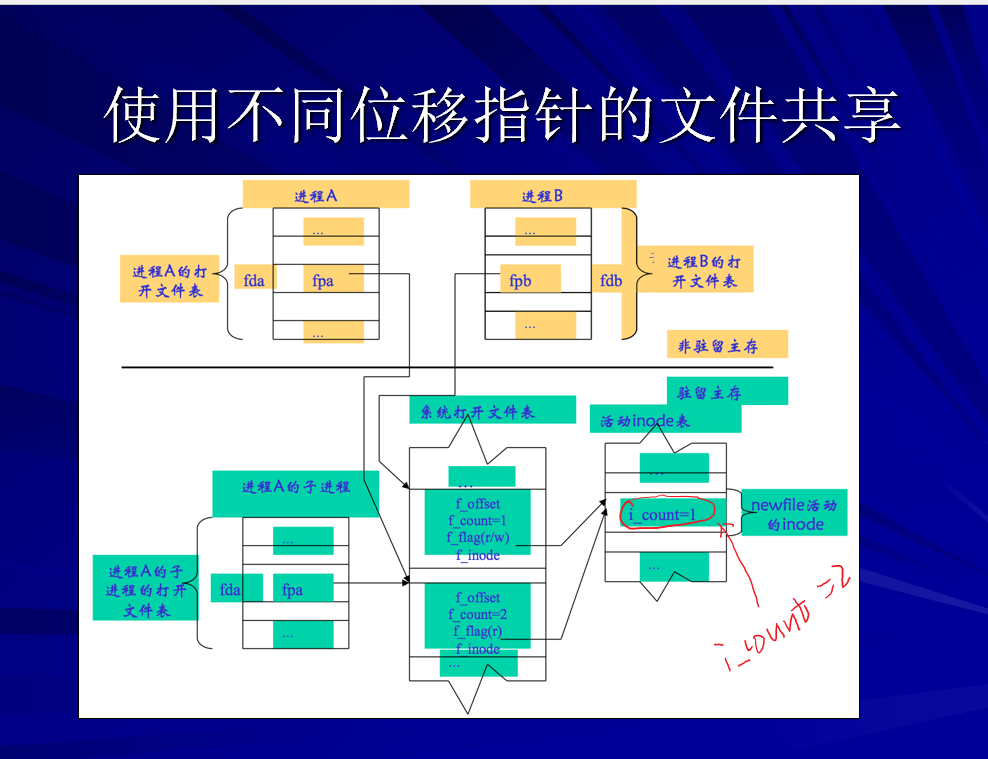 使用不同位移指针的文件共享
进程A
进程B
...
...
进程A的打
开文件表
fda
fpa
fpb
fdb
进程B的打
开文件表
...
...
非驻留主存
驻留主存
系统打开文件表
活动inode表
...
...
进程A的子进程
f_offset
f_count=1
f_flag(r/w)
f_inode
i_count=1
newfile活动
的inode
...
...
进程A的子
进程的打开
文件表
fda
fpa
f_offset
f_count=2
f_flag(r)
f_inode
i_count=2
...
...